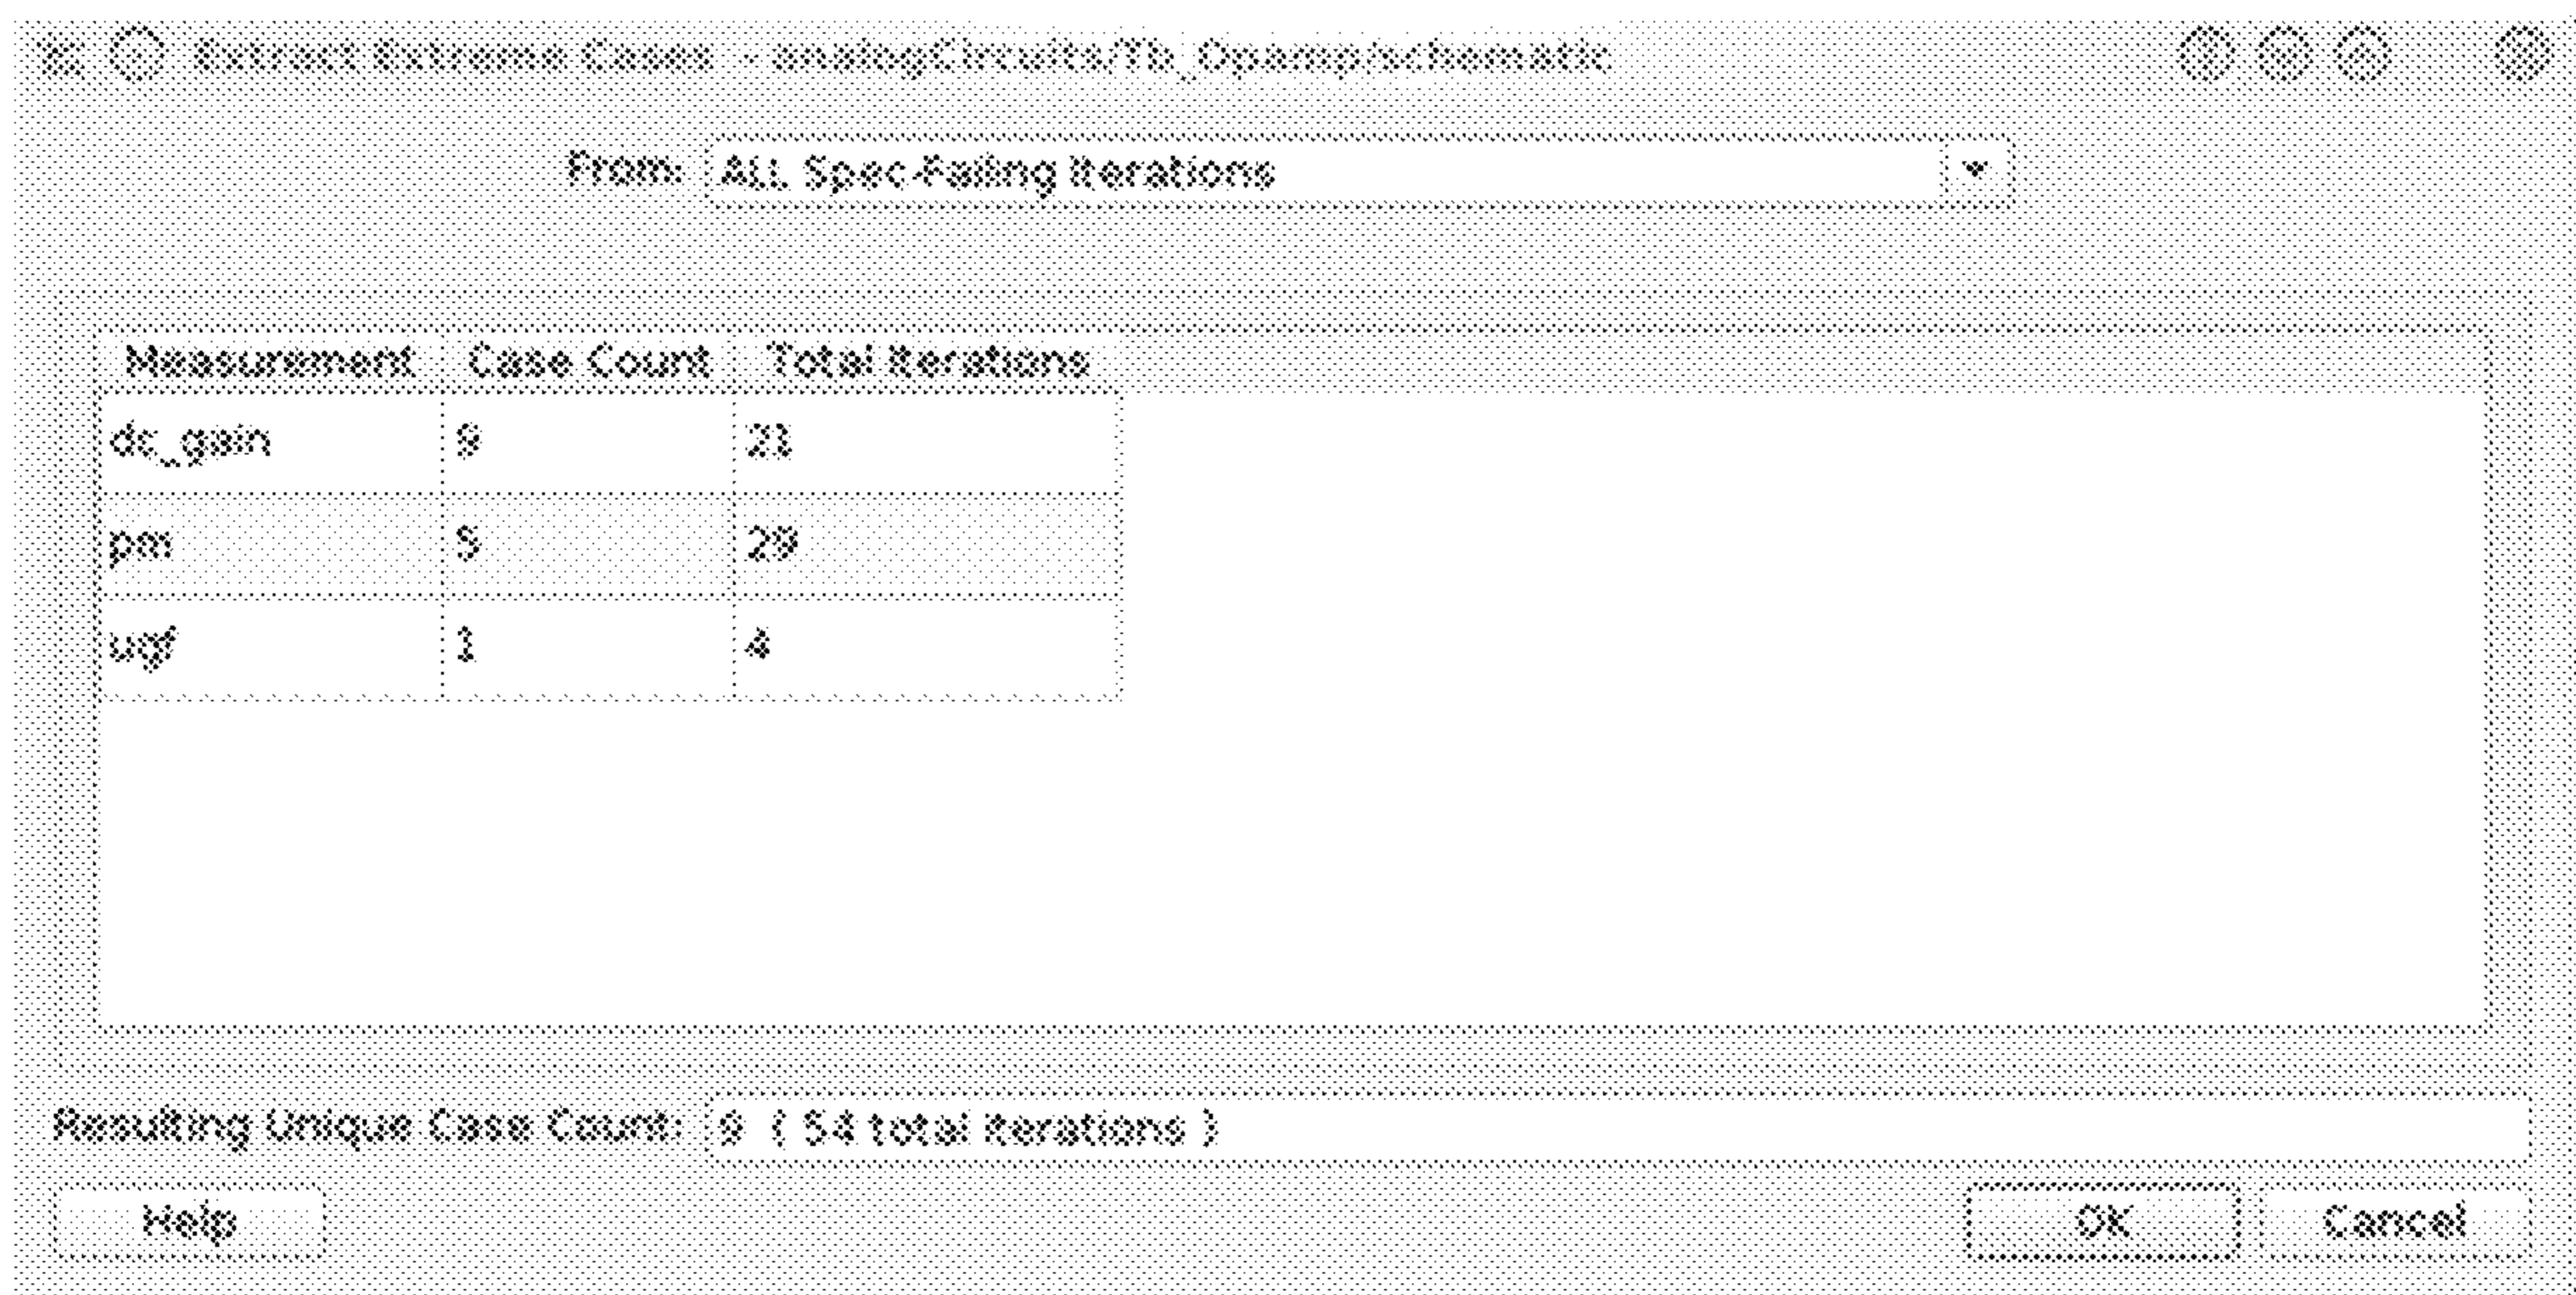 Extract Extreme Cases - analogCircuits/Tb_Opamp/schematic
From: ALL Spec-Failing Iterations
Measurement Case Count Total Iterations
dc_gain 9 21
pm 5 29
ugf 1 4
Resulting Unique Case Count: 9 ( 54 total iterations )
Help OK Cancel